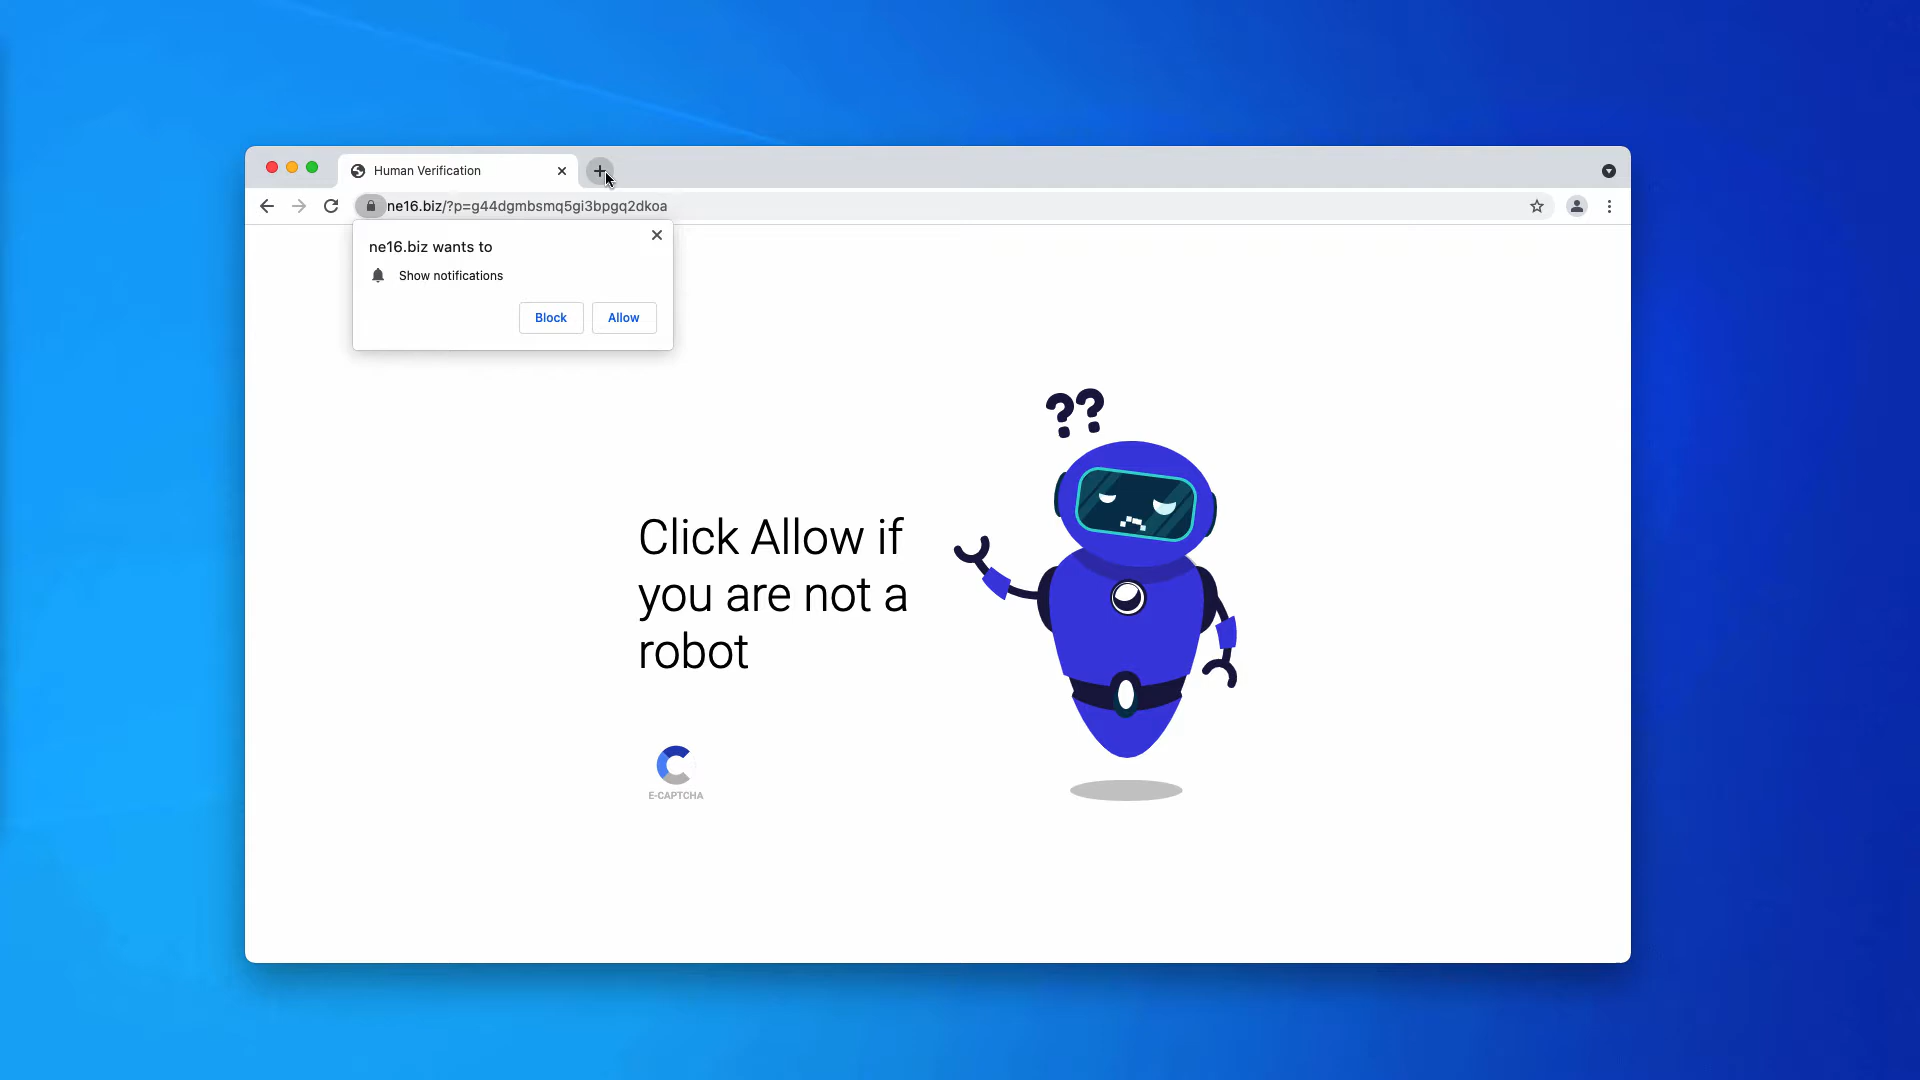 Human Verification
ne16.biz/?p=g44dgmbsmq5gi3bpgq2dkoa
ne16.biz wants to
Show notifications
Block Allow
??
Click Allow if
you are not a
robot
E-CAPTCHA